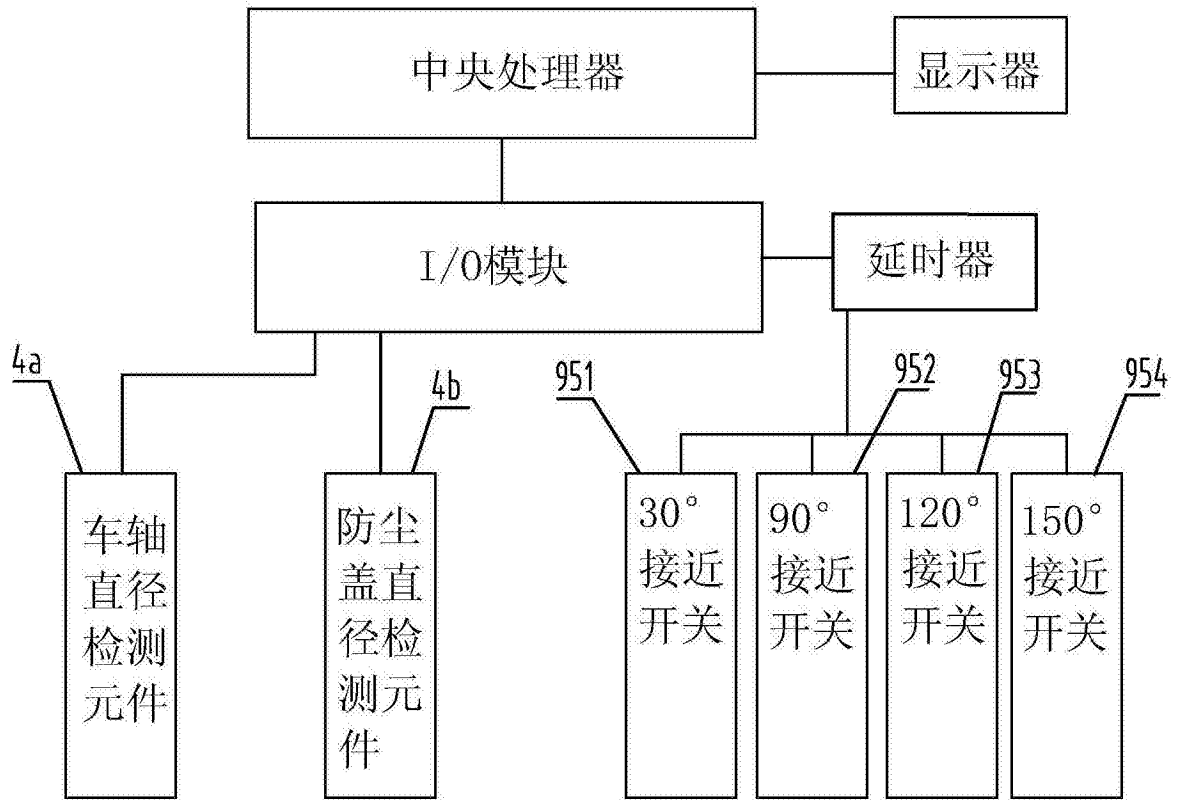 中央处理器
显示器
I/O模块
延时器
4a
4b
951
952
953
954
车轴
直径
检测
元件
防尘
盖直
径检
测元
件
30°
接近
开关
90°
接近
开关
120°
接近
开关
150°
接近
开关